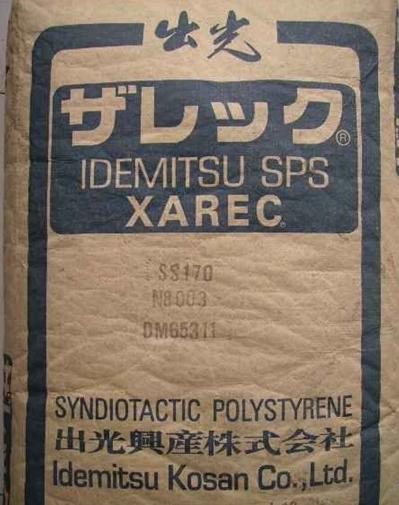 出光
ザレック®
IDEMITSU SPS
XAREC®
SS170
N8003
DM65311
SYNDIOTACTIC POLYSTYRENE
出光興産株式会社
Idemitsu Kosan Co.,Ltd.